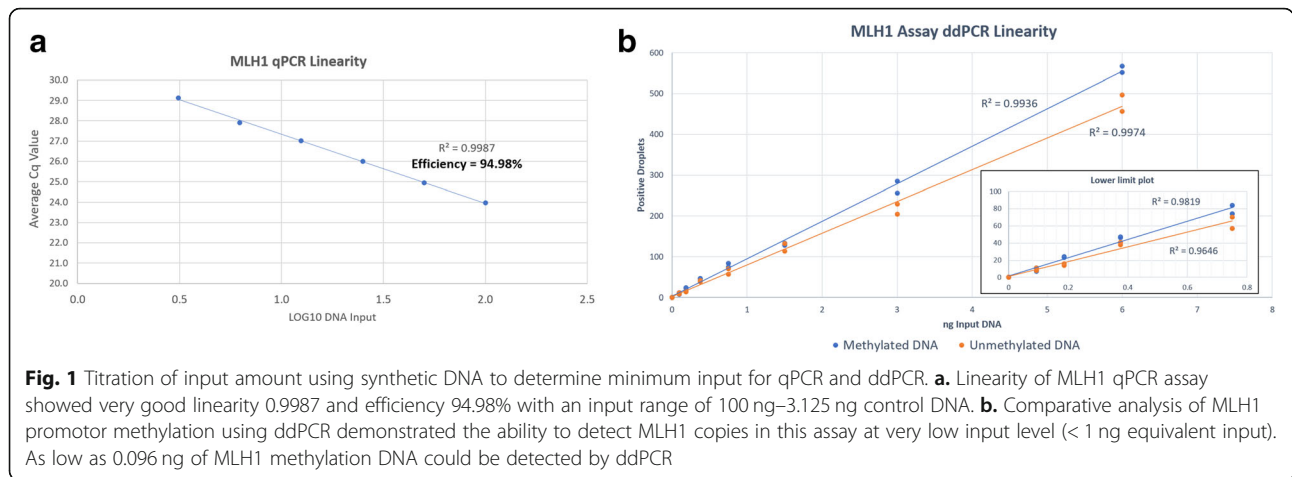 a
MLH1 qPCR Linearity
30.0
29.0
28.0
27.0
26.0
25.0
24.0
23.0
22.0
21.0
20.0
Average Cq Value
R² = 0.9987
Efficiency = 94.98%
0.0 0.5 1.0 1.5 2.0 2.5
LOG10 DNA Input
b
MLH1 Assay ddPCR Linearity
600
500
400
300
200
100
0
Positive Droplets
R² = 0.9936
R² = 0.9974
Lower limit plot
100
80
60
40
20
0
R² = 0.9819
R² = 0.9646
0 0.2 0.4 0.6 0.8
0 1 2 3 4 5 6 7 8
ng Input DNA
Methylated DNA Unmethylated DNA
Fig. 1 Titration of input amount using synthetic DNA to determine minimum input for qPCR and ddPCR. a. Linearity of MLH1 qPCR assay
showed very good linearity 0.9987 and efficiency 94.98% with an input range of 100 ng–3.125 ng control DNA. b. Comparative analysis of MLH1
promotor methylation using ddPCR demonstrated the ability to detect MLH1 copies in this assay at very low input level (< 1 ng equivalent input).
As low as 0.096 ng of MLH1 methylation DNA could be detected by ddPCR